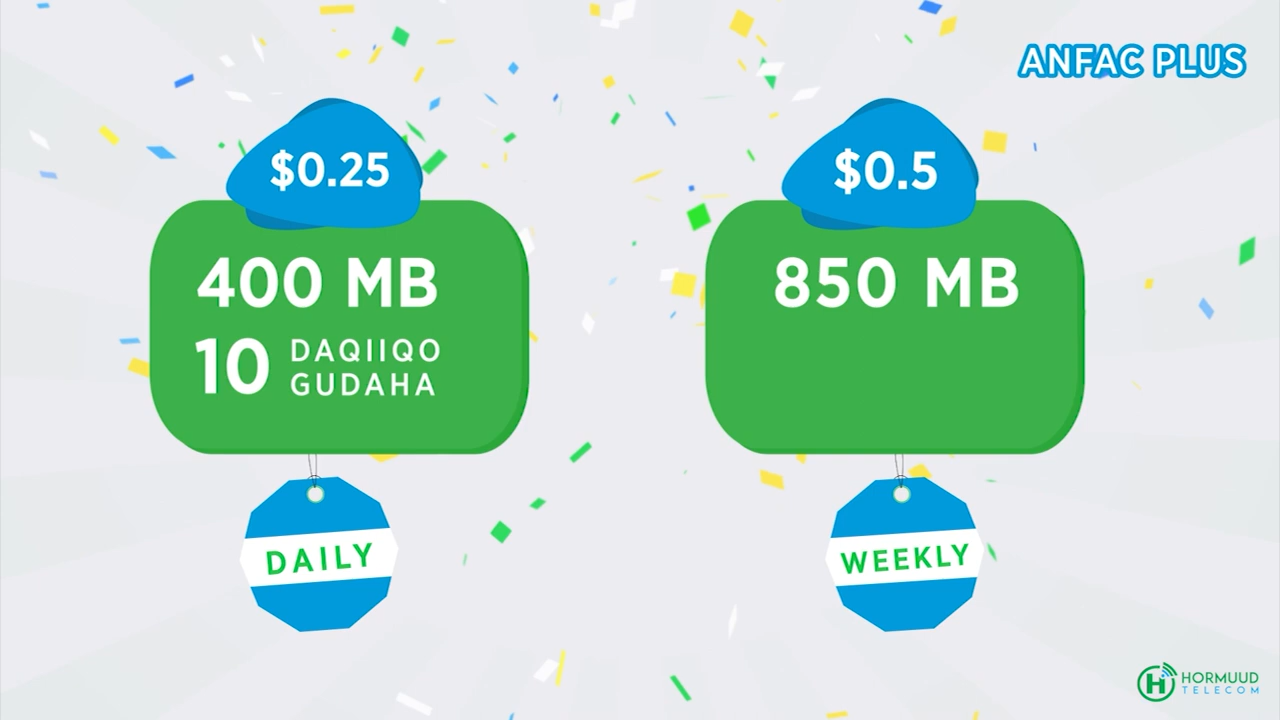 ANFAC PLUS
$0.25
400 MB
10 DAQIIQO
GUDAHA
DAILY
$0.5
850 MB
WEEKLY
HORMUUD
TELECOM